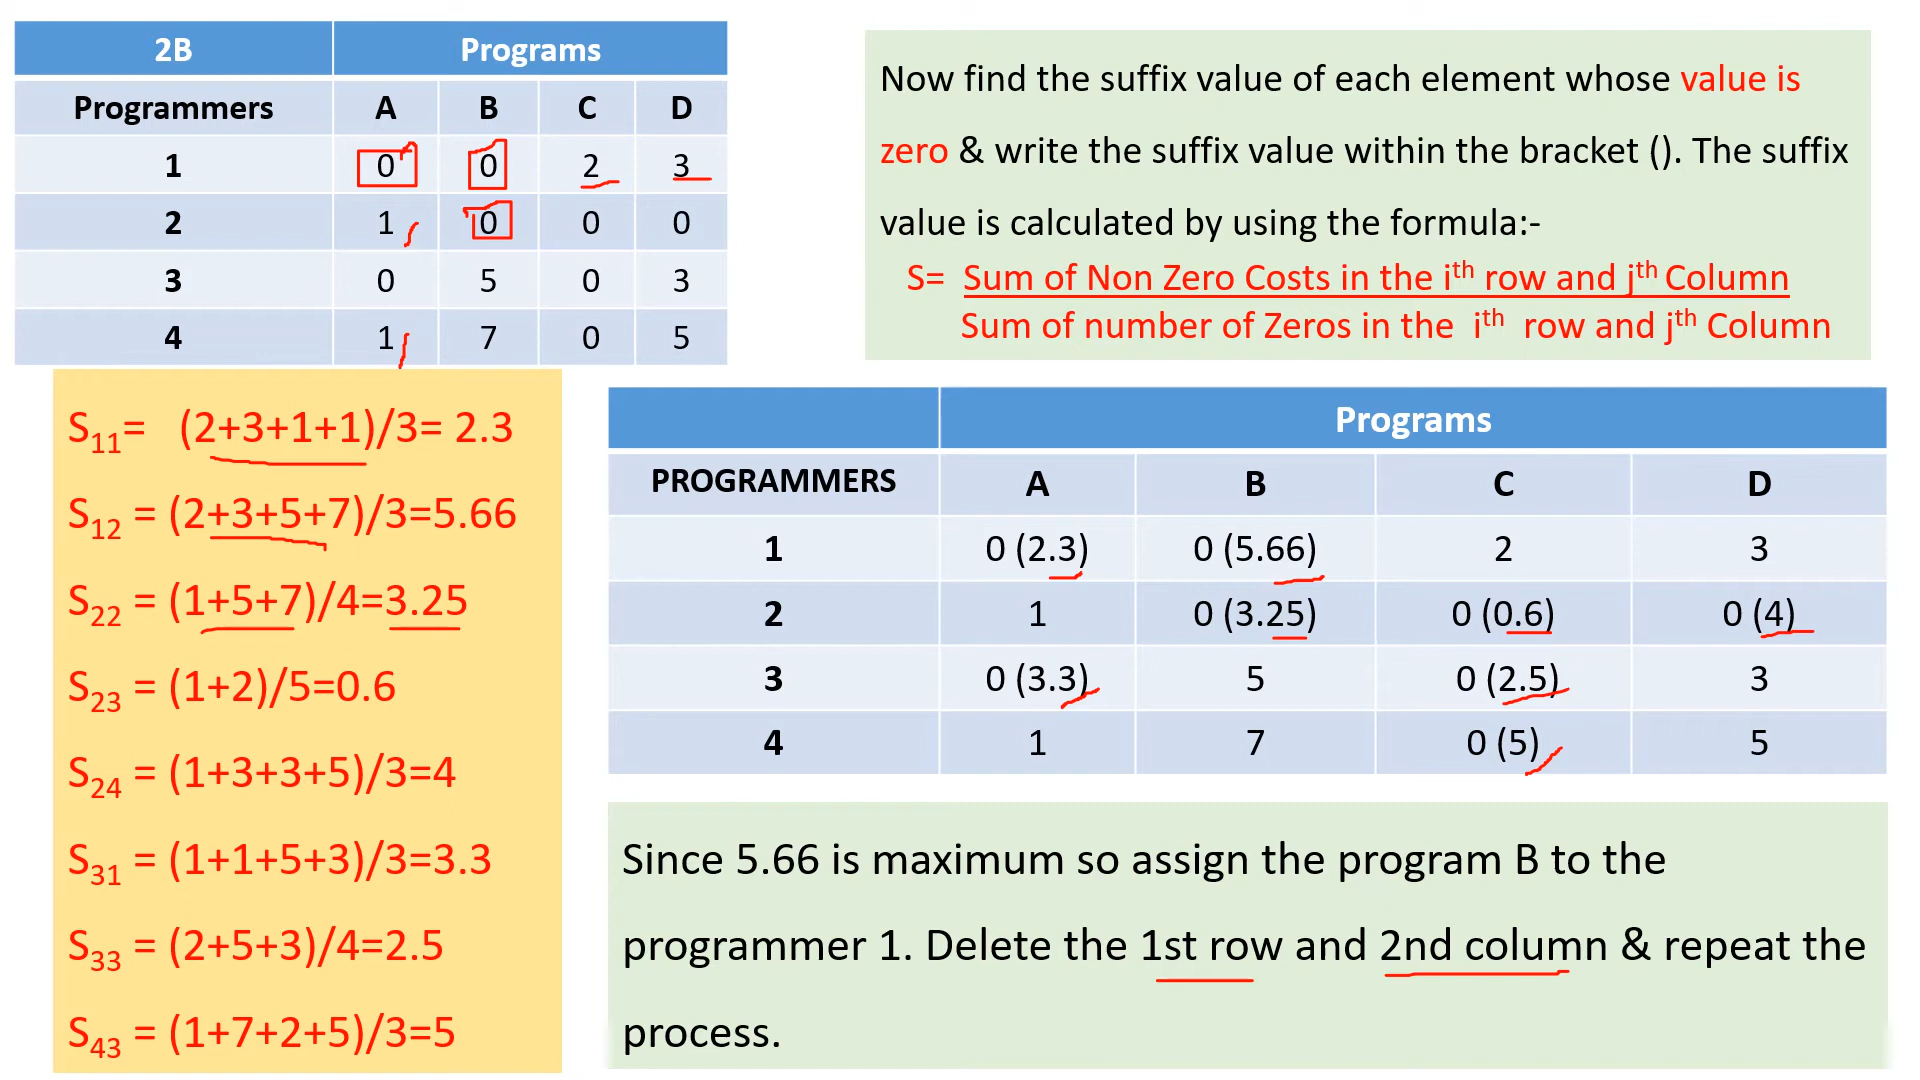 2B Programs
Programmers A B C D
1 0 0 2 3
2 1 0 0 0
3 0 5 0 3
4 1 7 0 5
Now find the suffix value of each element whose value is
zero & write the suffix value within the bracket (). The suffix
value is calculated by using the formula:-
S= Sum of Non Zero Costs in the ith row and jth Column
Sum of number of Zeros in the ith row and jth Column
S11= (2+3+1+1)/3= 2.3
S12 = (2+3+5+7)/3=5.66
S22 = (1+5+7)/4=3.25
S23 = (1+2)/5=0.6
S24 = (1+3+3+5)/3=4
S31 = (1+1+5+3)/3=3.3
S33 = (2+5+3)/4=2.5
S43 = (1+7+2+5)/3=5
Programs
PROGRAMMERS A B C D
1 0 (2.3) 0 (5.66) 2 3
2 1 0 (3.25) 0 (0.6) 0 (4)
3 0 (3.3) 5 0 (2.5) 3
4 1 7 0 (5) 5
Since 5.66 is maximum so assign the program B to the
programmer 1. Delete the 1st row and 2nd column & repeat the
process.